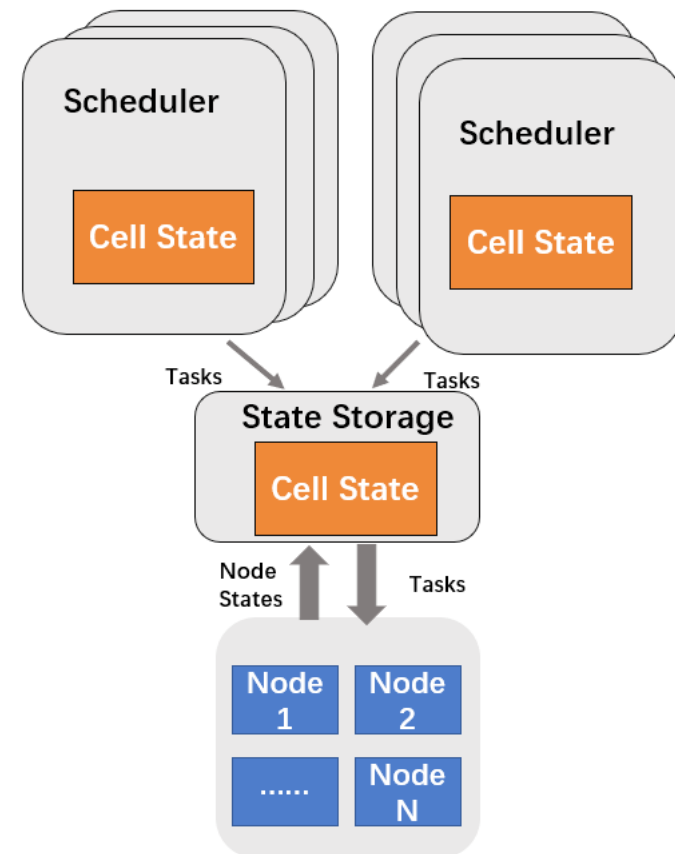 Scheduler
Cell State
Scheduler
Cell State
Tasks
Tasks
State Storage
Cell State
Node
States
Tasks
Node
1
Node
2
......
Node
N